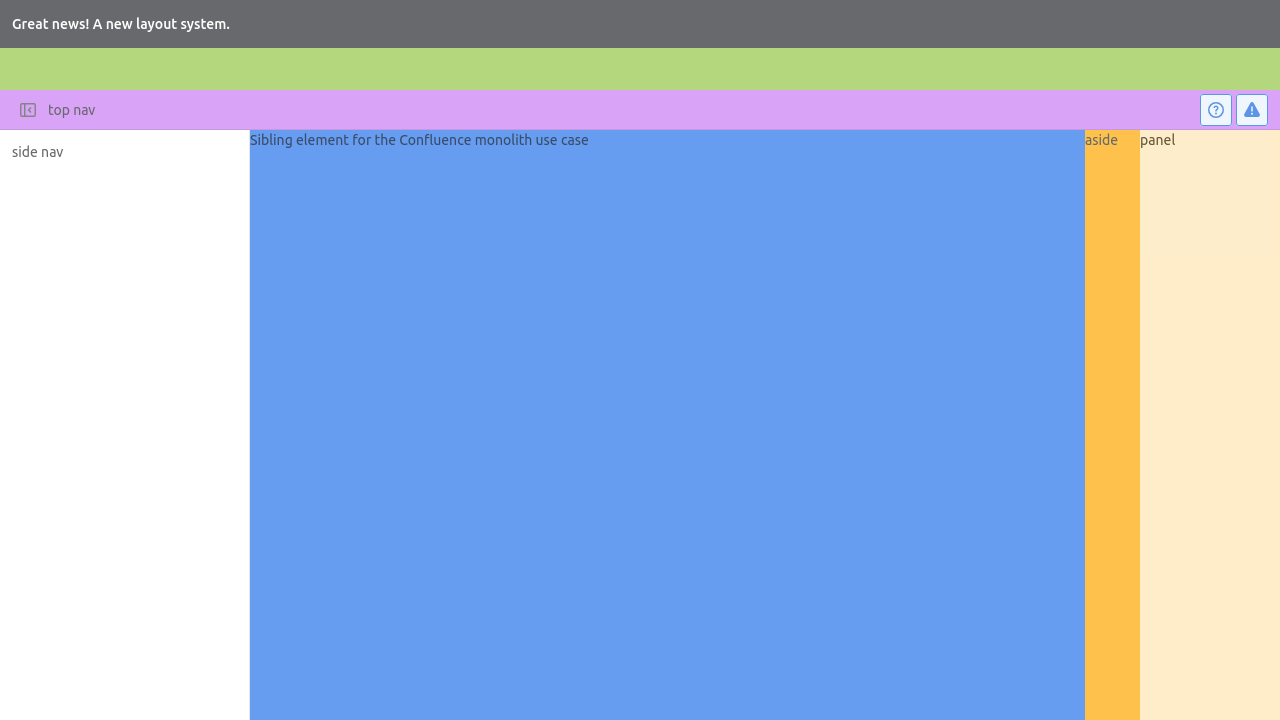 Great news! A new layout system.
top nav
side nav
Sibling element for the Confluence monolith use case
aside
panel